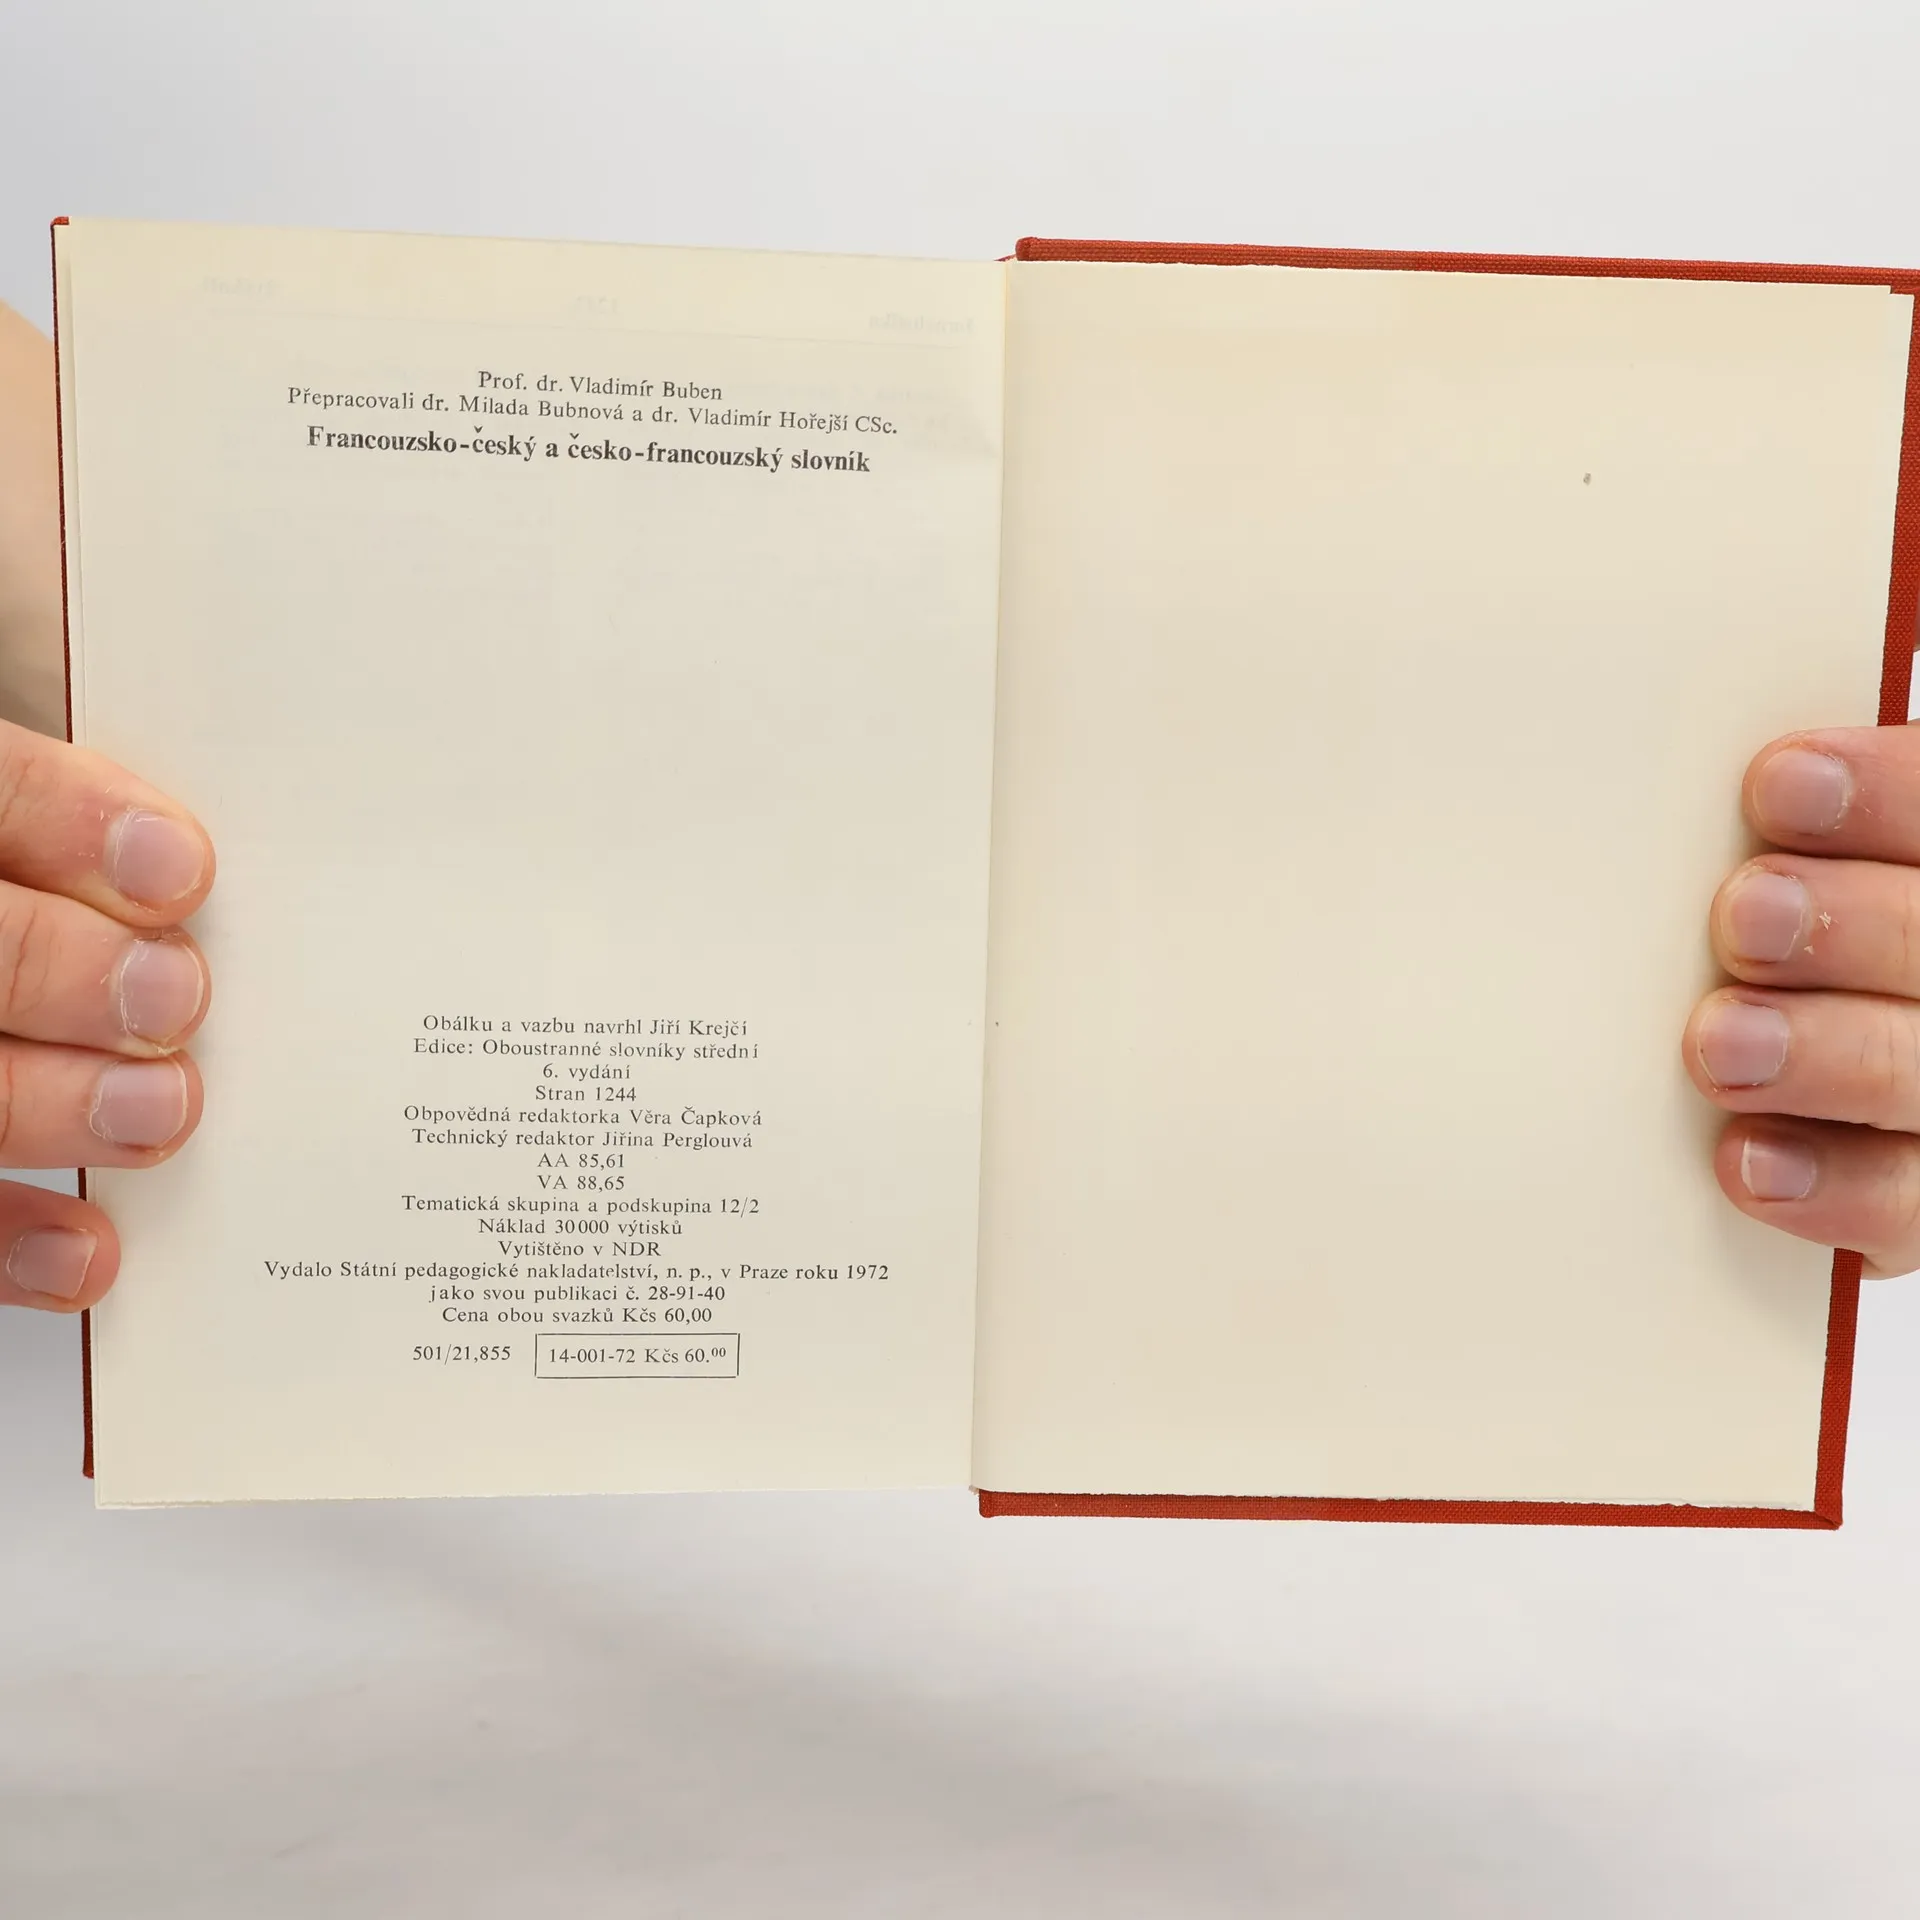 Prof. dr. Vladimír Buben
Přepracovali dr. Milada Bubnová a dr. Vladimír Hořejší CSc.
Francouzsko-český a česko-francouzský slovník
Obálku a vazbu navrhl Jiří Krejčí
Edice: Oboustranné slovníky střední
6. vydání
Stran 1244
Obpovědná redaktorka Věra Čapková
Technický redaktor Jiřina Perglouvá
AA 85,61
VA 88,65
Tematická skupina a podskupina 12/2
Náklad 30000 výtisků
Vytištěno v NDR
Vydalo Státní pedagogické nakladatelství, n. p., v Praze roku 1972
jako svou publikaci č. 28-91-40
Cena obou svazků Kčs 60,00
501/21,855 14-001-72 Kčs 60.⁰⁰